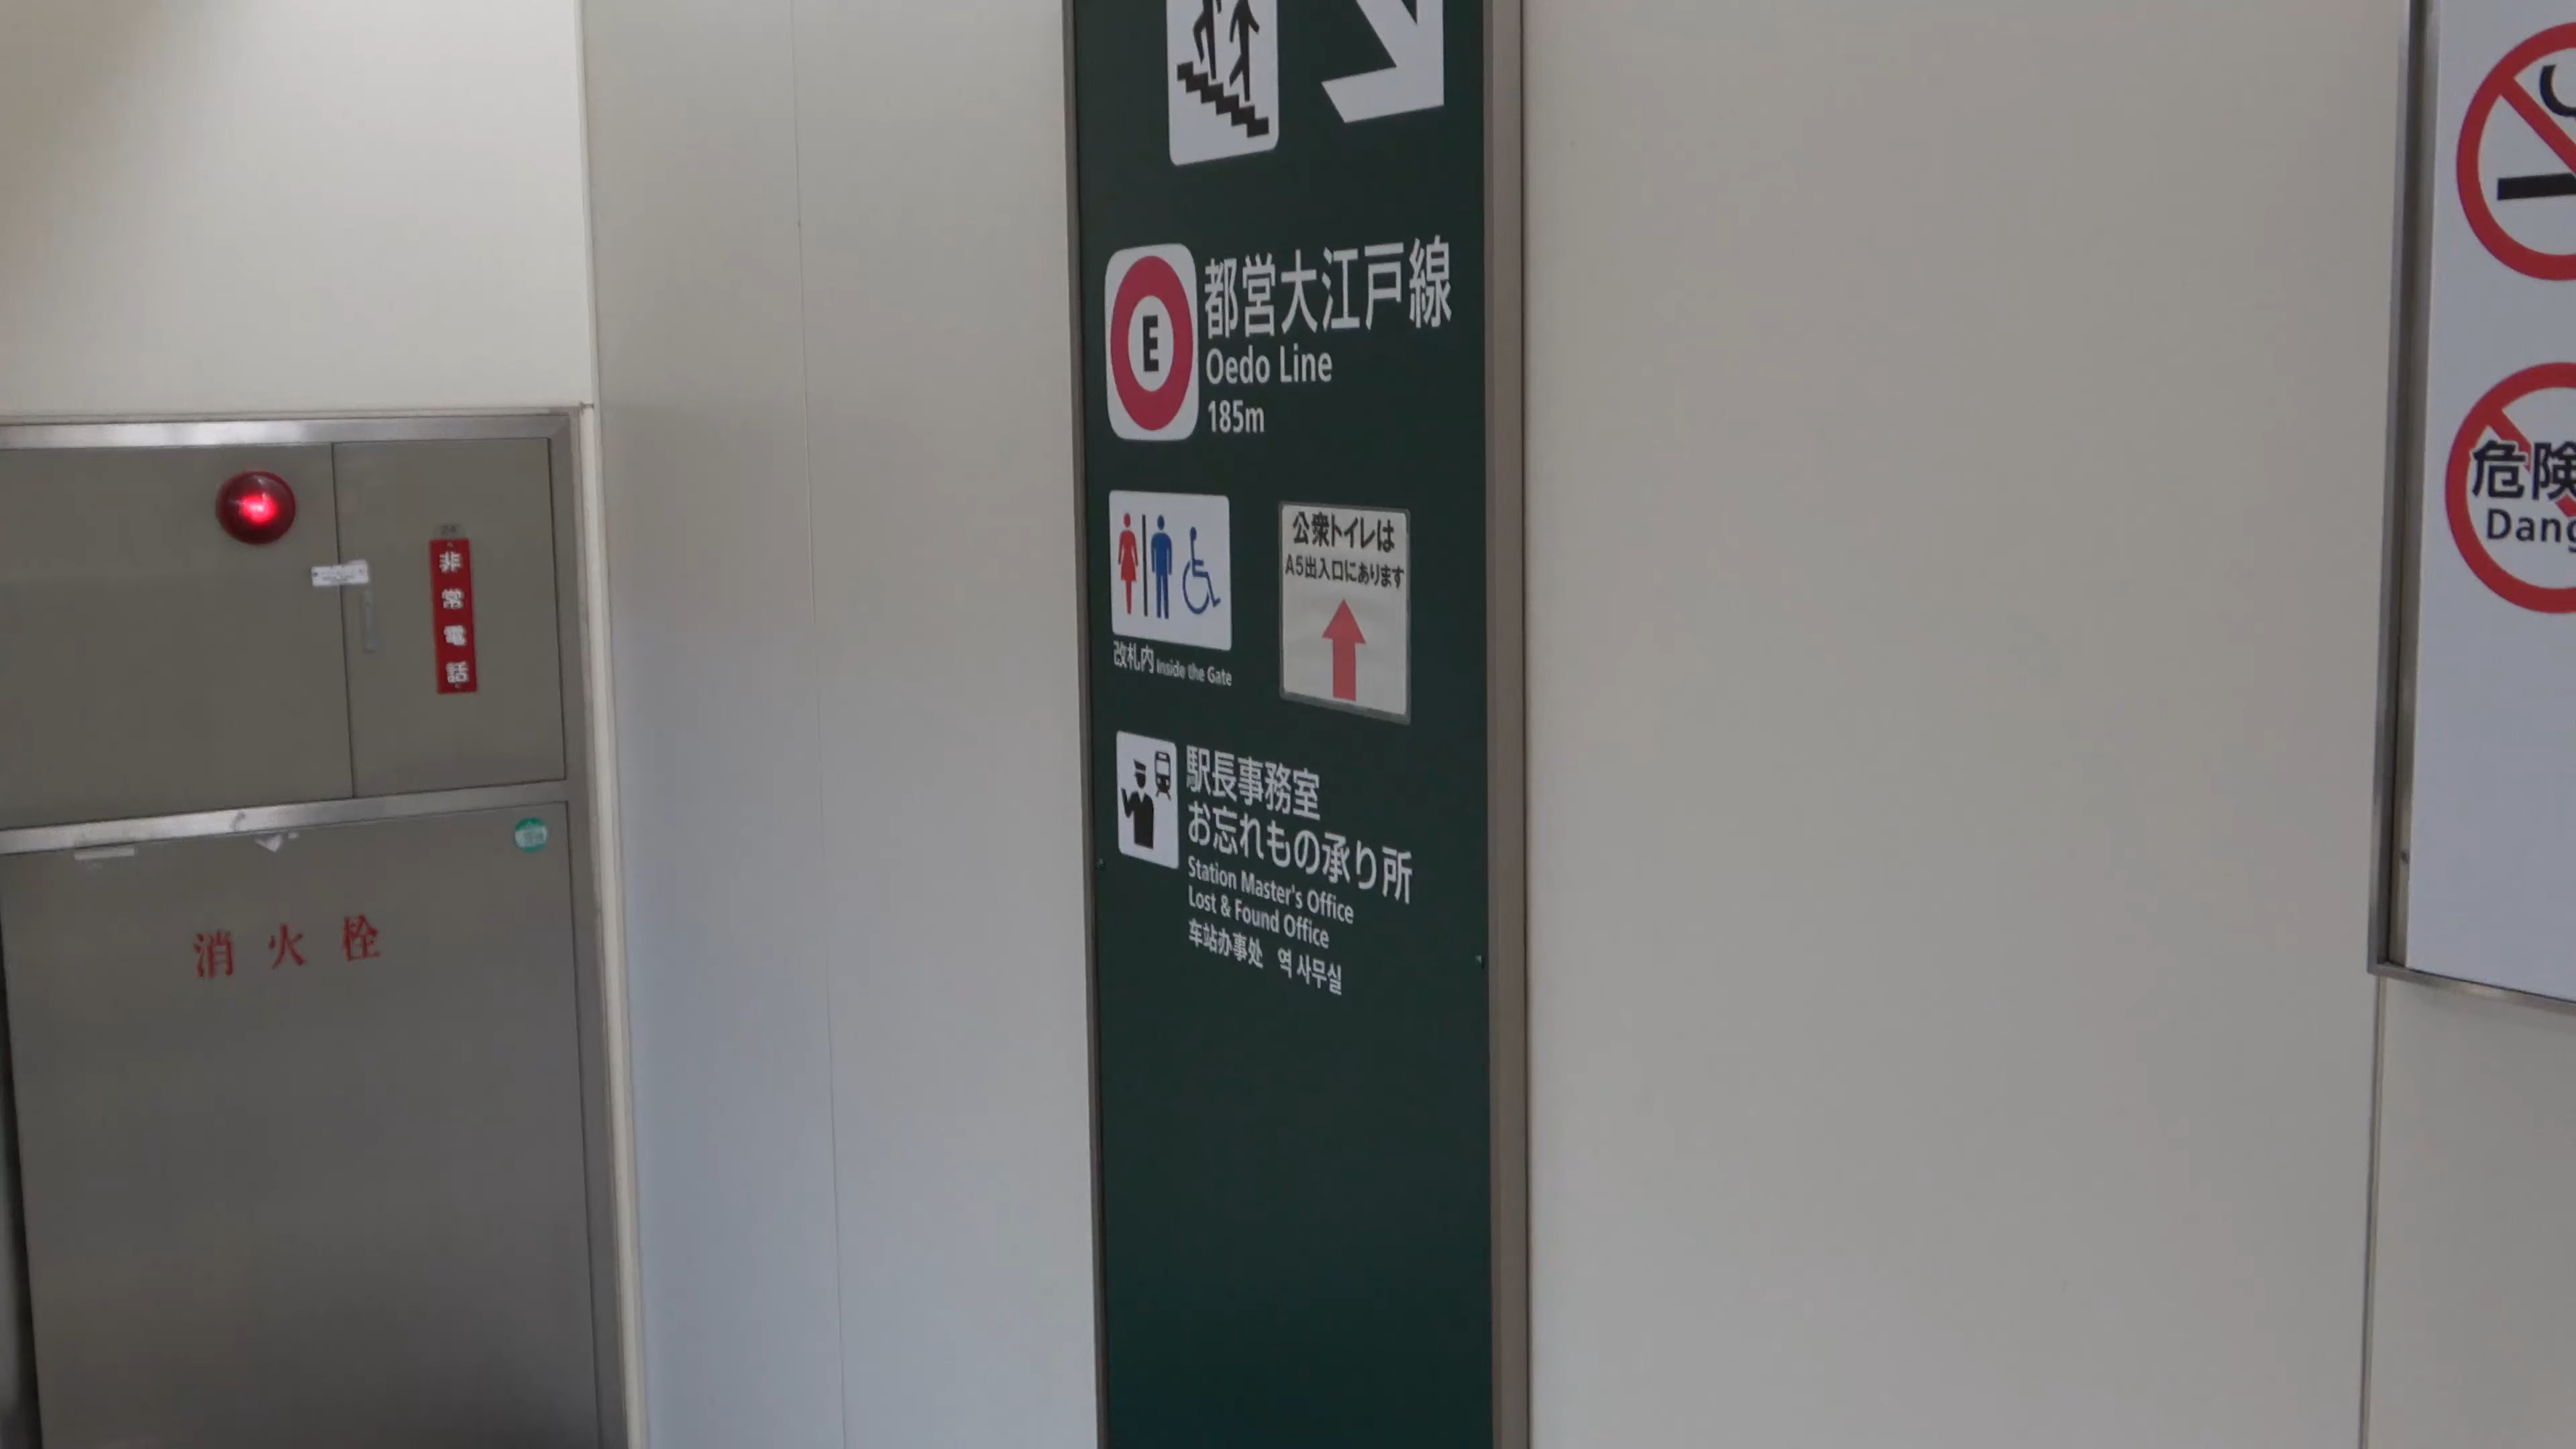 都営大江戸線
E
Oedo Line
185m
公衆トイレは
A5出入口にあります
改札内 Inside the Gate
駅長事務室
お忘れもの承り所
Station Master's Office
Lost & Found Office
车站办事处 역 사무실
非常電話
消火栓
危険
Dang